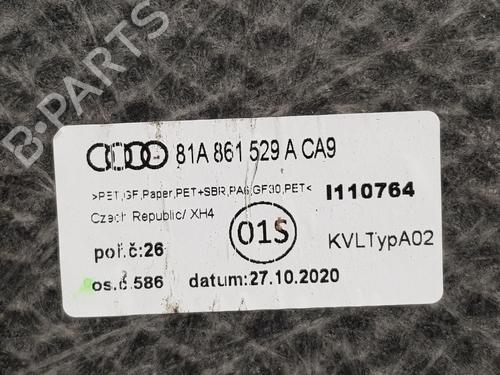 B-PARTS
81A 861 529 A CA9
>PET,GF,Paper,PET+SBR,PA6,GF30,PET<
I110764
Czech Republic/ XH4
01S
KVLTypA02
poř.č:26
os.č.586
datum:27.10.2020